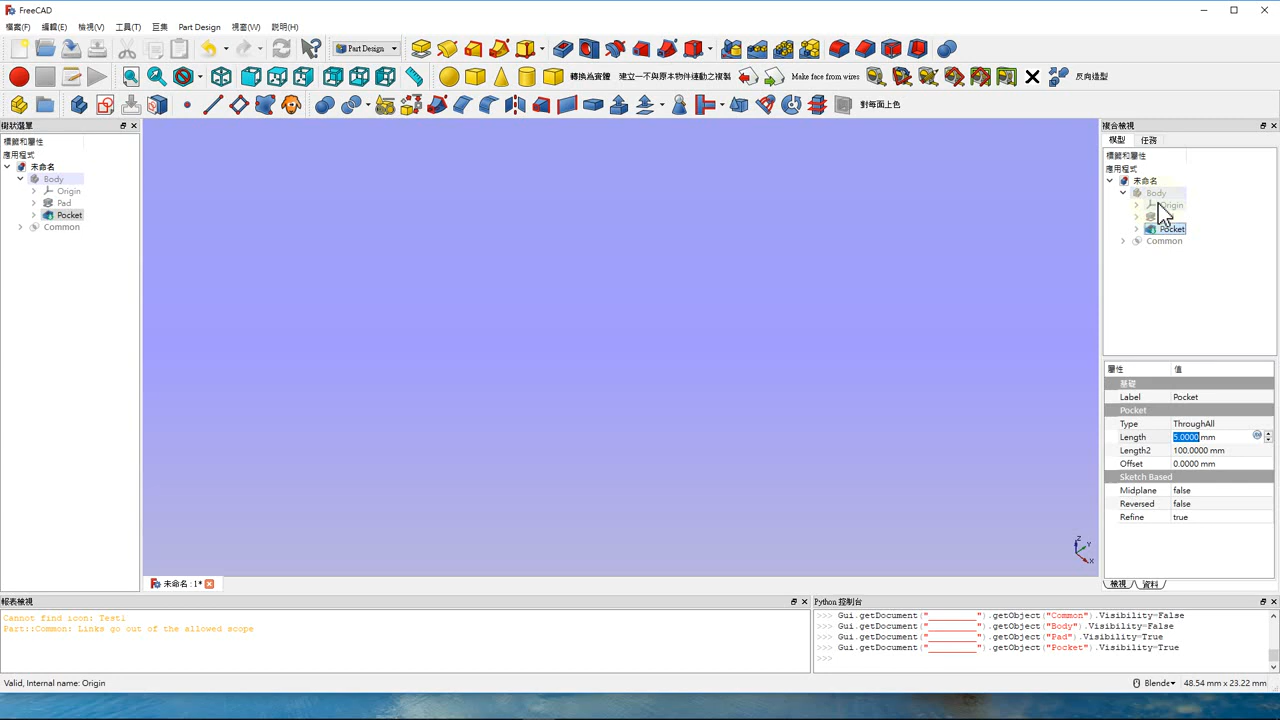 FreeCAD
檔案(F) 編輯(E) 檢視(V) 工具(T) 巨集 Part Design 視窗(W) 說明(H)
Part Design
轉換為實體 建立一不與原本物件連動之複製 Make face from wires 反向造型
對每面上色
樹狀選單
標籤和屬性
應用程式
未命名
Body
Origin
Pad
Pocket
Common
複合檢視
模型 任務
標籤和屬性
應用程式
未命名
Body
Origin
Pocket
Common
屬性 值
基礎
Label Pocket
Pocket
Type ThroughAll
Length 5.0000 mm
Length2 100.0000 mm
Offset 0.0000 mm
Sketch Based
Midplane false
Reversed false
Refine true
檢視 資料
Z
Y
X
未命名 : 1*
報表檢視
Cannot find icon: Test1
Part::Common: Links go out of the allowed scope
Python 控制台
>>> Gui.getDocument("_________").getObject("Common").Visibility=False
>>> Gui.getDocument("_________").getObject("Body").Visibility=False
>>> Gui.getDocument("_________").getObject("Pad").Visibility=True
>>> Gui.getDocument("_________").getObject("Pocket").Visibility=True
>>>
Valid, Internal name: Origin
Blende 48.54 mm x 23.22 mm